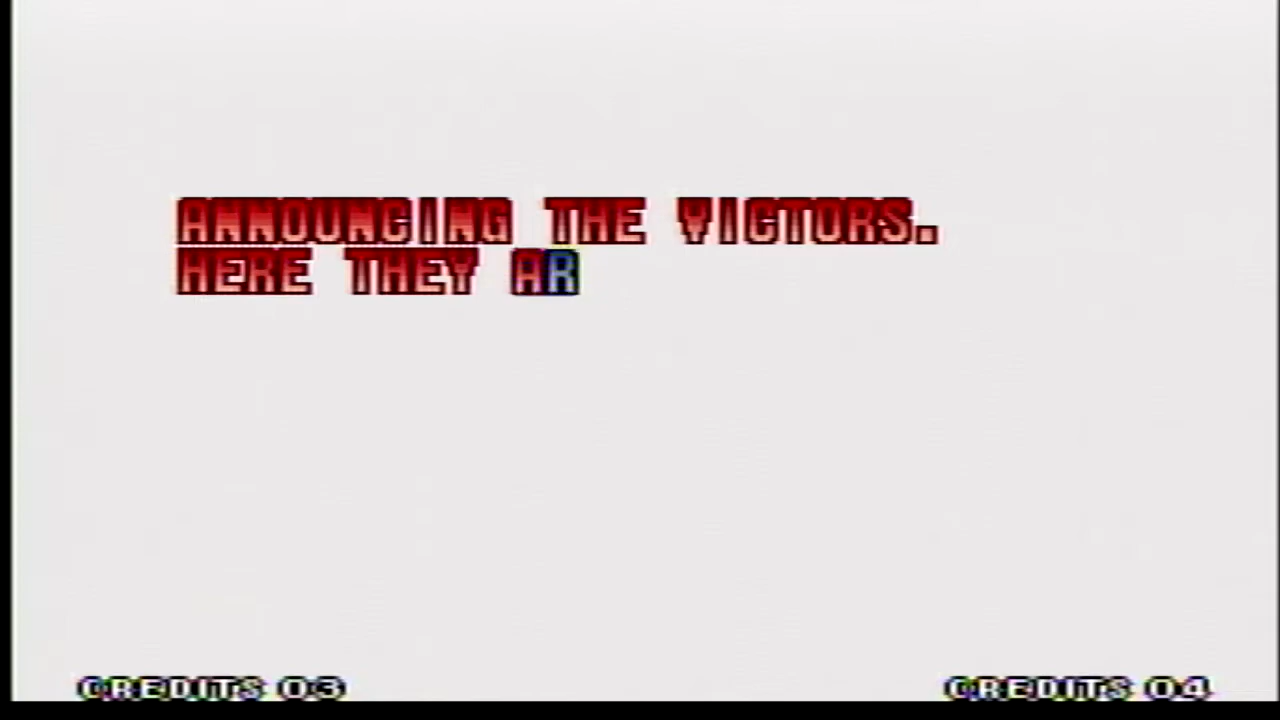 ANNOUNCING THE VICTORS.
HERE THEY AR
CREDITS 03
CREDITS 04